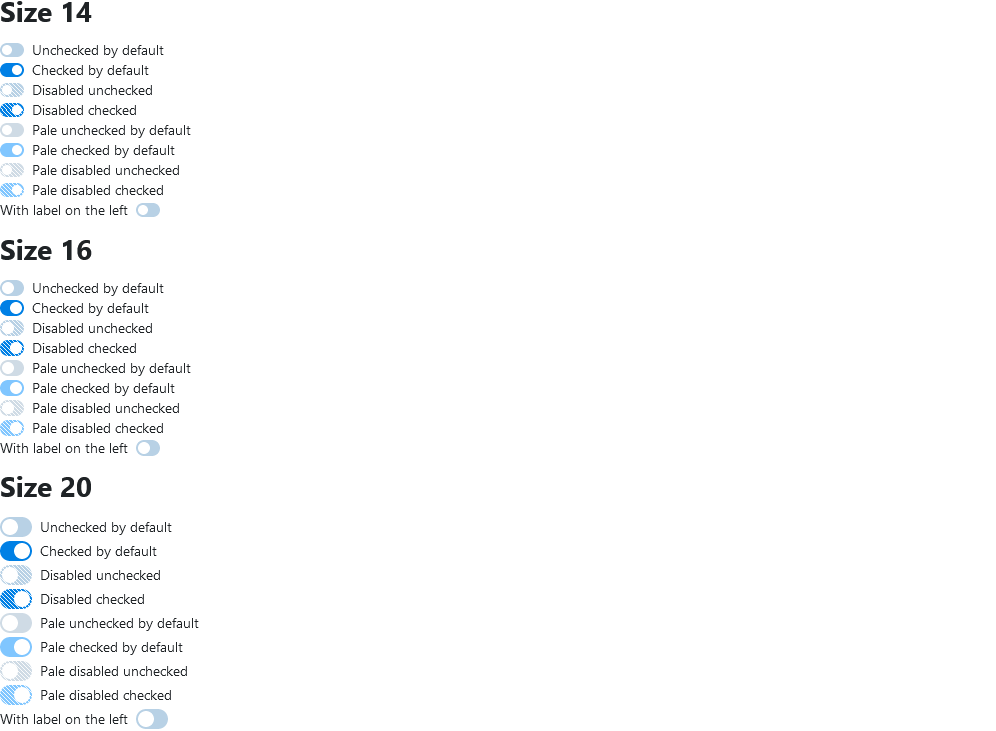 Size 14
Unchecked by default
Checked by default
Disabled unchecked
Disabled checked
Pale unchecked by default
Pale checked by default
Pale disabled unchecked
Pale disabled checked
With label on the left
Size 16
Unchecked by default
Checked by default
Disabled unchecked
Disabled checked
Pale unchecked by default
Pale checked by default
Pale disabled unchecked
Pale disabled checked
With label on the left
Size 20
Unchecked by default
Checked by default
Disabled unchecked
Disabled checked
Pale unchecked by default
Pale checked by default
Pale disabled unchecked
Pale disabled checked
With label on the left